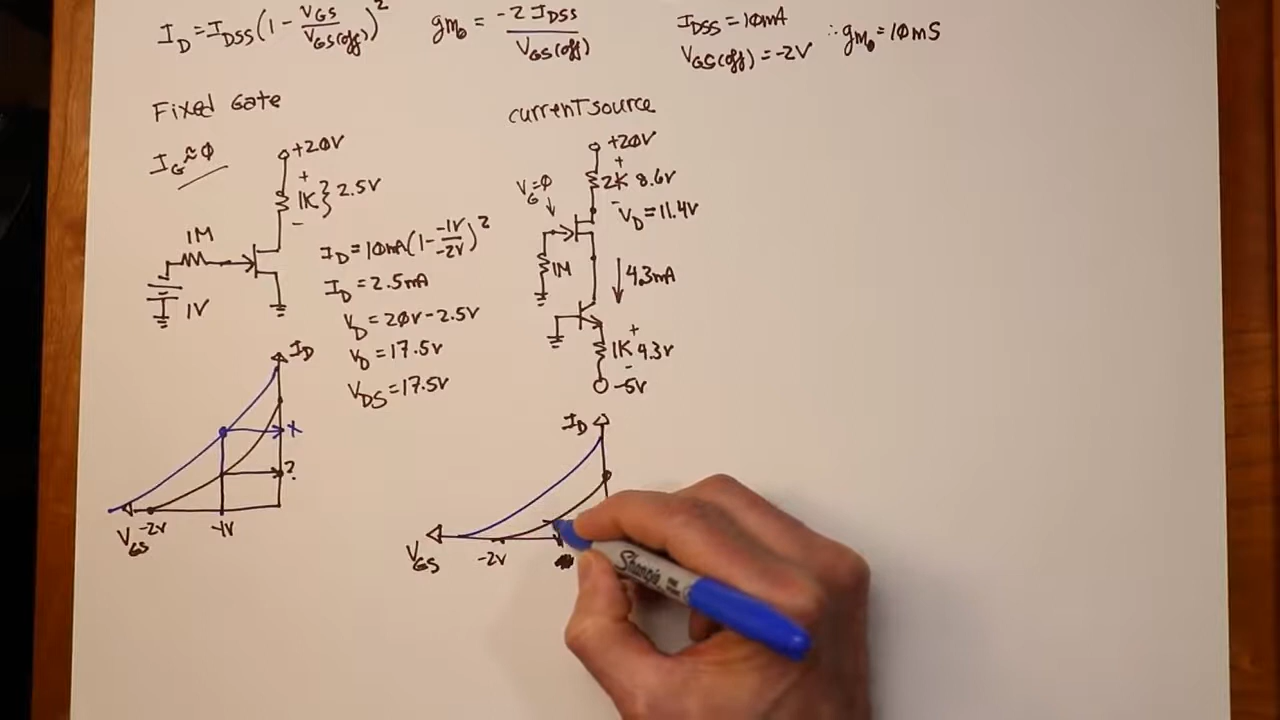 I_D = I_DSS(1 - V_GS/V_GS(off))²
gm₀ = -2 I_DSS/V_GS(off)
I_DSS = 10mA
V_GS(off) = -2V
∴ gm₀ = 10mS
Fixed Gate
I_G ≈ 0
+20V
+
1K } 2.5V
-
1M
1V
I_D = 10mA(1 - -1V/-2V)²
I_D = 2.5mA
V_D = 20V - 2.5V
V_D = 17.5V
V_DS = 17.5V
I_D
x
?
V_GS
-2V
-1V
current source
+20V
+
2K 8.6V
-
V_G = 0
V_D = 11.4V
1M
4.3mA
+
1K 4.3V
-
-5V
I_D
V_GS
-2V
Sharpie